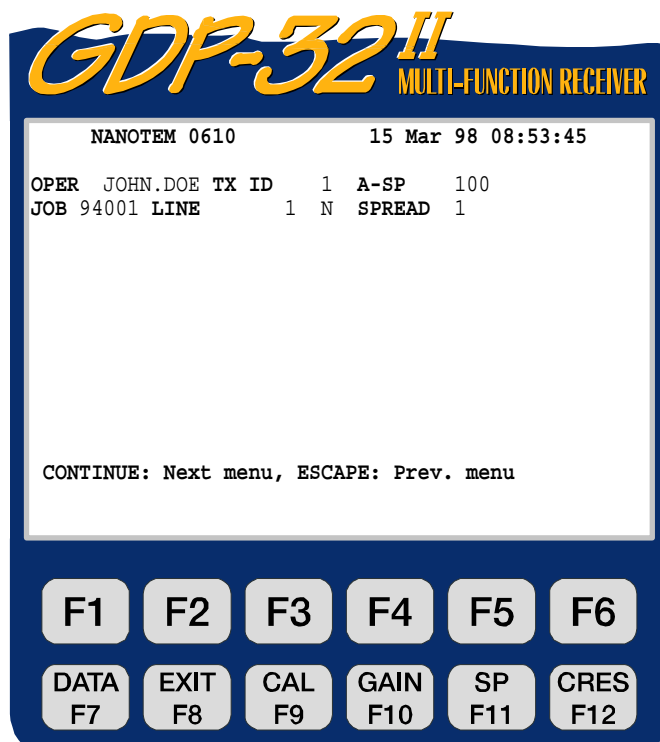 GDP-32 II
MULTI-FUNCTION RECEIVER
NANOTEM 0610 15 Mar 98 08:53:45
OPER JOHN.DOE TX ID 1 A-SP 100
JOB 94001 LINE 1 N SPREAD 1
CONTINUE: Next menu, ESCAPE: Prev. menu
F1 F2 F3 F4 F5 F6
DATA EXIT CAL GAIN SP CRES
F7 F8 F9 F10 F11 F12